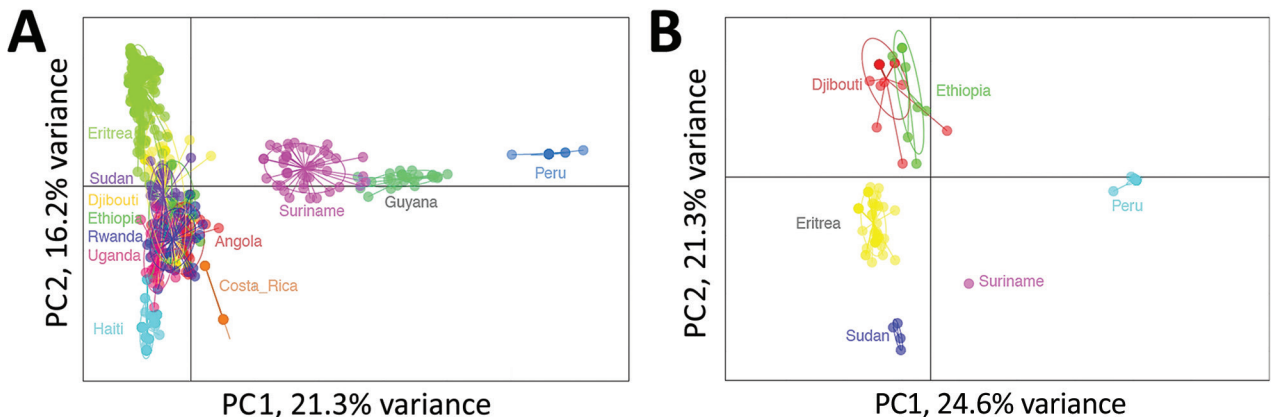 A
PC2, 16.2% variance
Eritrea
Sudan
Djibouti
Ethiopia
Rwanda
Uganda
Haiti
Angola
Costa_Rica
Suriname
Guyana
Peru
PC1, 21.3% variance
B
PC2, 21.3% variance
Djibouti
Ethiopia
Eritrea
Peru
Suriname
Sudan
PC1, 24.6% variance